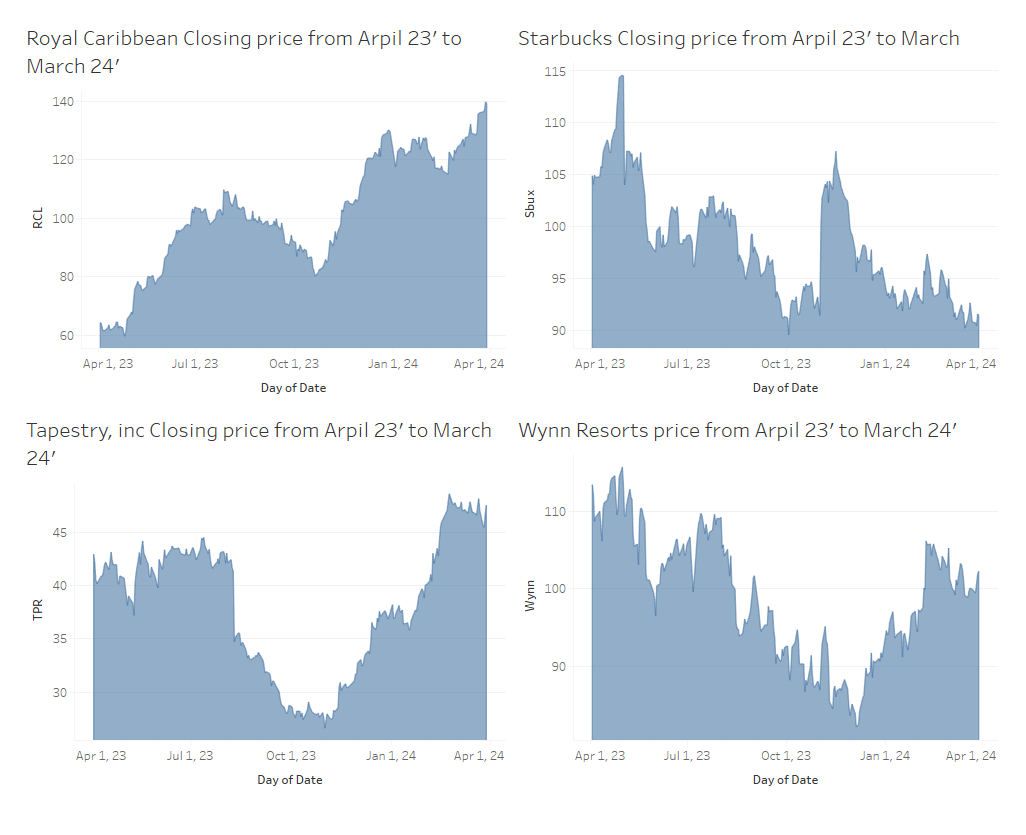 Royal Caribbean Closing price from Arpil 23’ to
March 24’
140
120
100
80
60
RCL
Apr 1, 23 Jul 1, 23 Oct 1, 23 Jan 1, 24 Apr 1, 24
Day of Date
Starbucks Closing price from Arpil 23’ to March
115
110
105
100
95
90
Sbux
Apr 1, 23 Jul 1, 23 Oct 1, 23 Jan 1, 24 Apr 1, 24
Day of Date
Tapestry, inc Closing price from Arpil 23’ to March
24’
45
40
35
30
TPR
Apr 1, 23 Jul 1, 23 Oct 1, 23 Jan 1, 24 Apr 1, 24
Day of Date
Wynn Resorts price from Arpil 23’ to March 24’
110
100
90
Wynn
Apr 1, 23 Jul 1, 23 Oct 1, 23 Jan 1, 24 Apr 1, 24
Day of Date